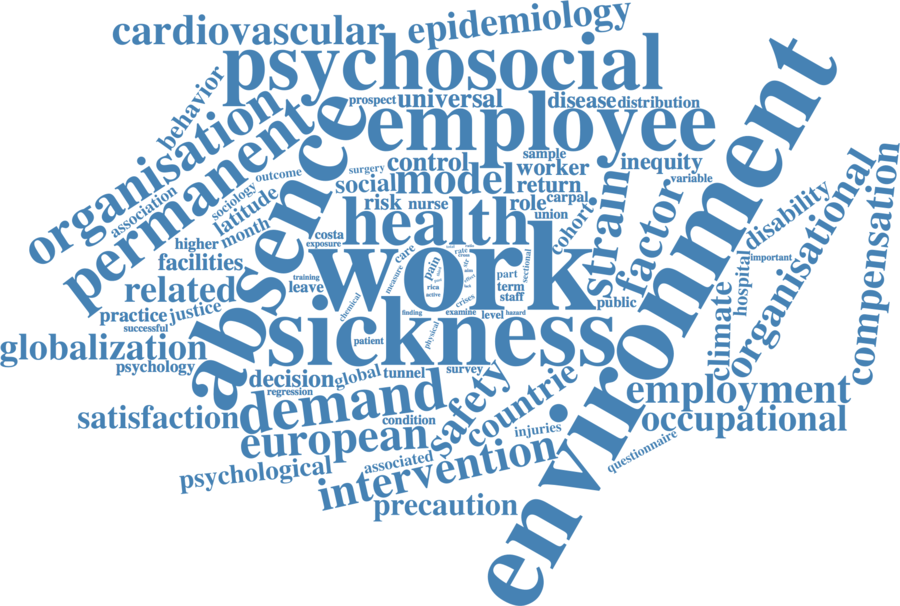 cardiovascular
epidemiology
psychosocial
behavior
prospect
universal
disease
distribution
employee
organisation
permanent
absence
sample
control
worker
inequity
surgery
outcome
association
sociology
latitude
social
model
return
variable
risk
nurse
role
carpal
union
month
higher
health
cohort
strain
factor
disability
organisational
compensation
environment
costa
exposure
facilities
work
care
measure
pain
rate
cross
rica
active
sectional
part
term
staff
training
leave
chemical
related
practice
justice
successful
crises
public
hospital
important
climate
finding
examine
level
hazard
sickness
patient
physical
globalization
psychology
decision
global
tunnel
survey
regression
safety
countrie
employment
occupational
demand
satisfaction
condition
european
injuries
questionnaire
psychological
associated
intervention
precaution